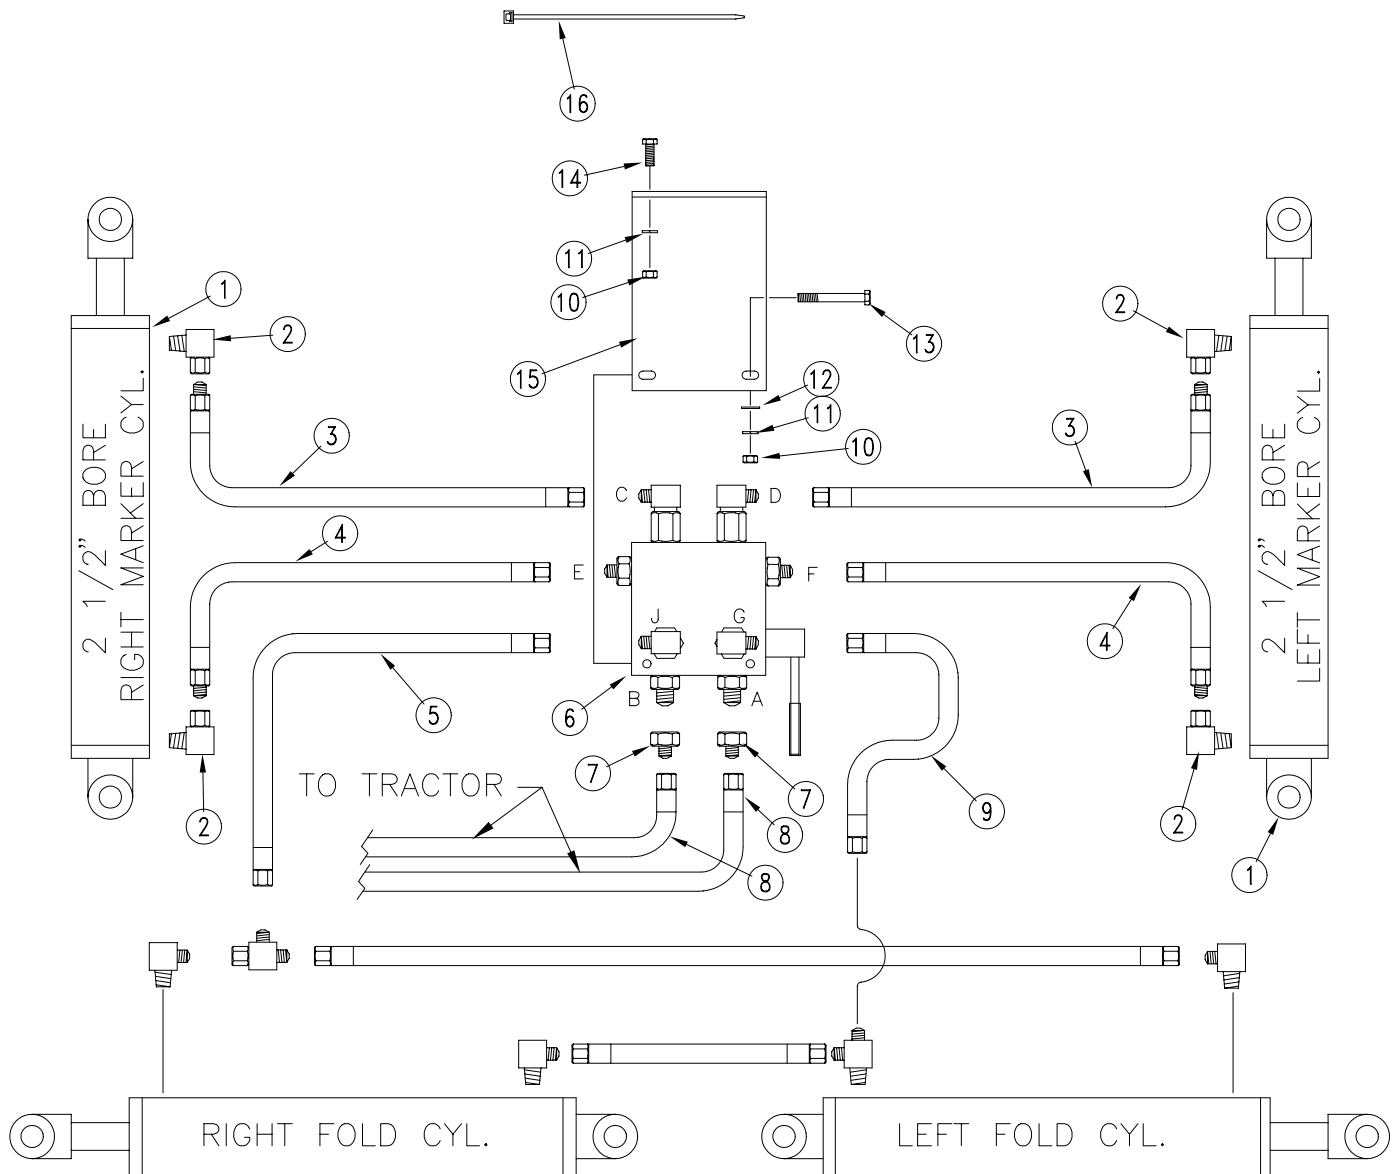 16
14
11
10
15
13
12
11
10
1
2
3
4
5
2
2 1/2” BORE
RIGHT MARKER CYL.
C
D
E
F
J
G
B
A
6
7
7
8
8
9
TO TRACTOR
2
3
4
2
1
2 1/2” BORE
LEFT MARKER CYL.
RIGHT FOLD CYL.
LEFT FOLD CYL.